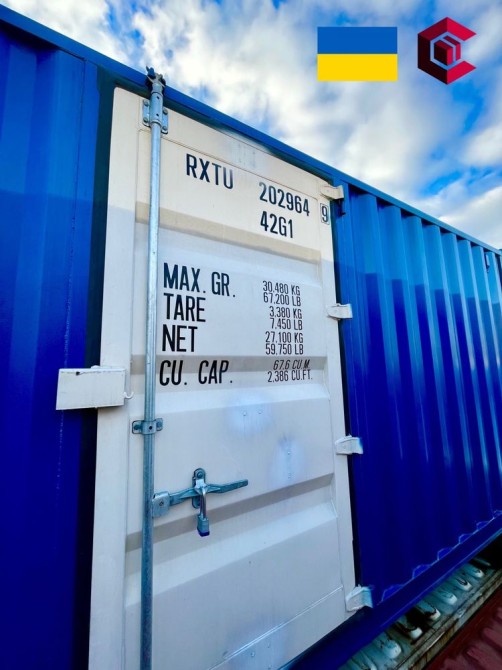 RXTU 202964 9
42G1
MAX. GR. 30.480 KG
67.200 LB
TARE 3.380 KG
7.450 LB
NET 27.100 KG
59.750 LB
CU. CAP. 67.6 CU.M.
2.386 CU.FT.